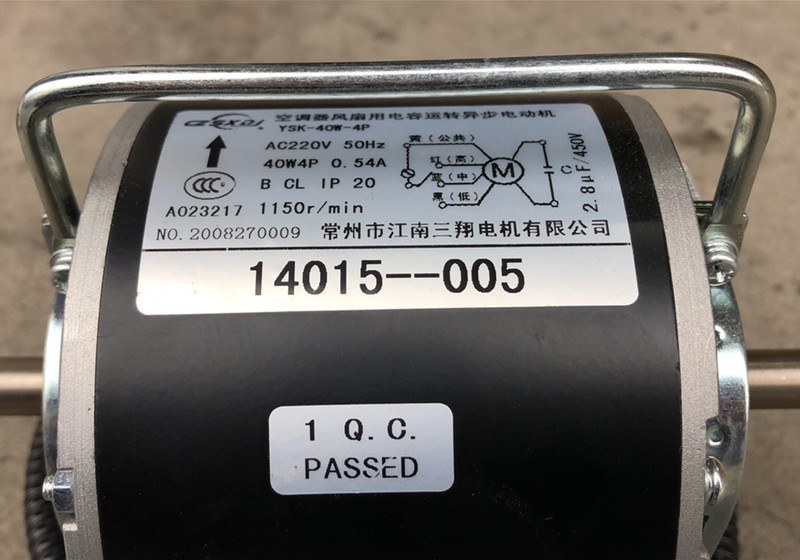 空调器风扇用电容运转异步电动机
YSK-40W-4P
AC220V 50Hz
40W4P 0.54A
B CL IP 20
A023217 1150r/min
NO.2008270009 常州市江南三翔电机有限公司
黄(公共)
红(高)
蓝(中)
黑(低)
M
C
2.8μF/450V
14015--005
1 Q.C.
PASSED